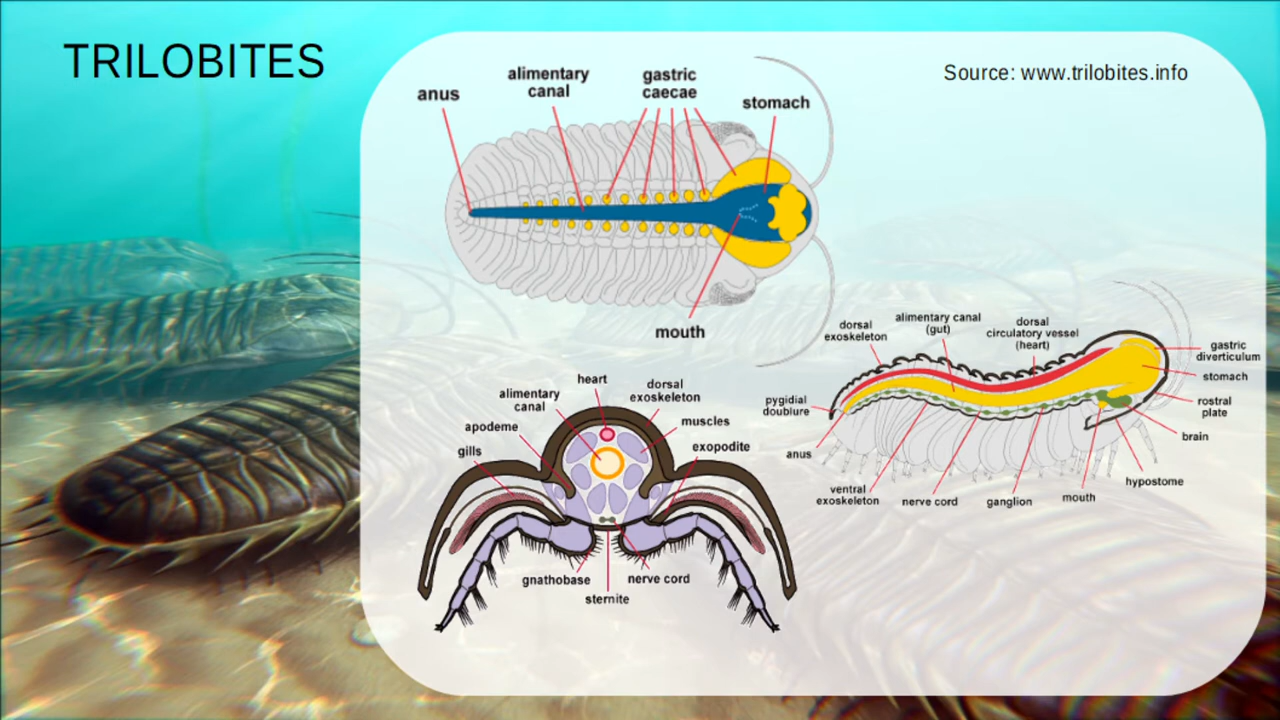 TRILOBITES
Source: www.trilobites.info
anus
alimentary
canal
gastric
caecae
stomach
mouth
heart
alimentary
canal
dorsal
exoskeleton
apodeme
muscles
gills
exopodite
gnathobase
nerve cord
sternite
dorsal
exoskeleton
alimentary canal
(gut)
dorsal
circulatory vessel
(heart)
gastric
diverticulum
stomach
rostral
plate
brain
hypostome
mouth
ganglion
nerve cord
ventral
exoskeleton
anus
pygidial
doublure